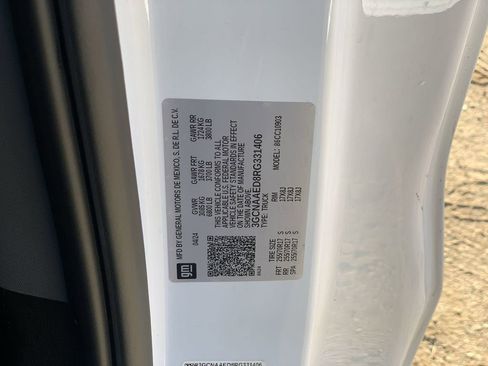 MFD BY GENERAL MOTORS DE MEXICO, S. DE R.L. DE C.V.
04/24 GVWR GAWR FRT GAWR RR
3085 KG 1678 KG 1724 KG
6800 LB 3700 LB 3800 LB
THIS VEHICLE CONFORMS TO ALL
APPLICABLE U.S. FEDERAL MOTOR
VEHICLE SAFETY STANDARDS IN EFFECT
ON THE DATE OF MANUFACTURE
SHOWN ABOVE.
3GCNAAED8RG331406
TYPE: TRUCK MODEL: 86CC10903
TIRE SIZE RIM
FRT 255/70R17 S 17X8J
RR 255/70R17 S 17X8J
SPA 255/70R17 S 17X8J
gm
3GCNAAED8RG331406